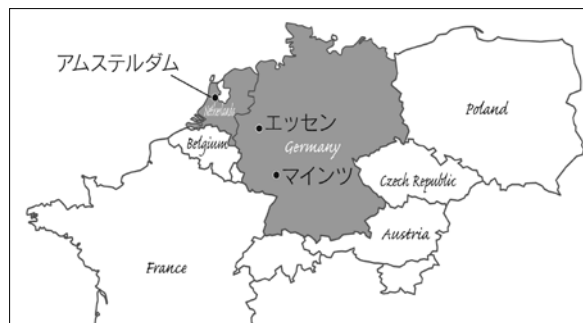 アムステルダム
Poland
エッセン
Netherlands
Belgium
Germany
マインツ
Czech Republic
Austria
France